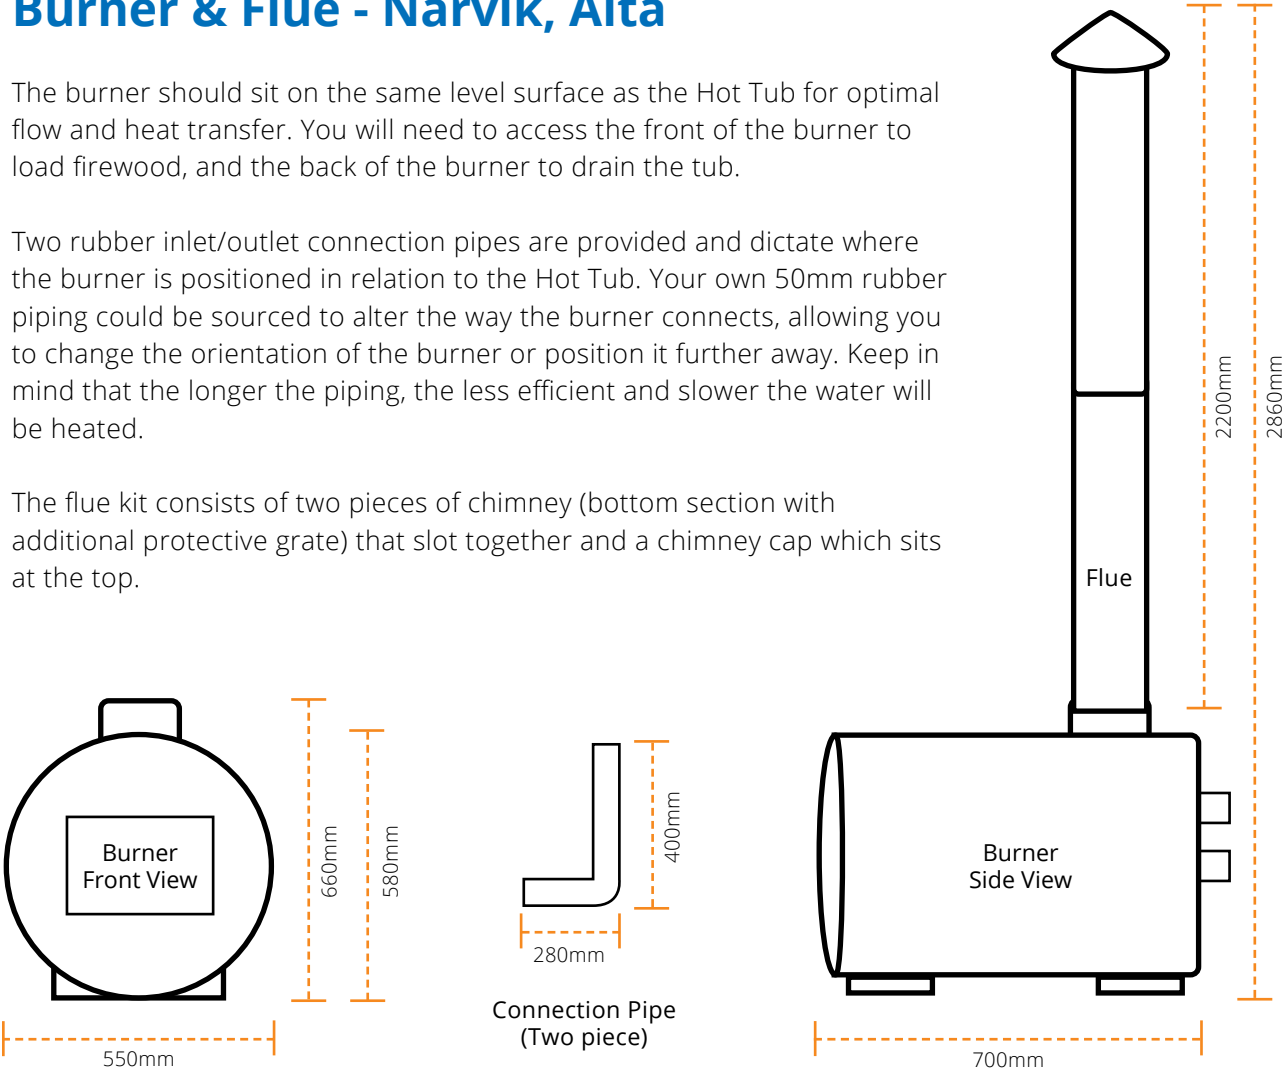 Burner & Flue - Narvik, Alta
The burner should sit on the same level surface as the Hot Tub for optimal
flow and heat transfer. You will need to access the front of the burner to
load firewood, and the back of the burner to drain the tub.
Two rubber inlet/outlet connection pipes are provided and dictate where
the burner is positioned in relation to the Hot Tub. Your own 50mm rubber
piping could be sourced to alter the way the burner connects, allowing you
to change the orientation of the burner or position it further away. Keep in
mind that the longer the piping, the less efficient and slower the water will
be heated.
The flue kit consists of two pieces of chimney (bottom section with
additional protective grate) that slot together and a chimney cap which sits
at the top.
2200mm
2860mm
Flue
Burner
Front View
660mm
580mm
550mm
400mm
280mm
Connection Pipe
(Two piece)
Burner
Side View
700mm